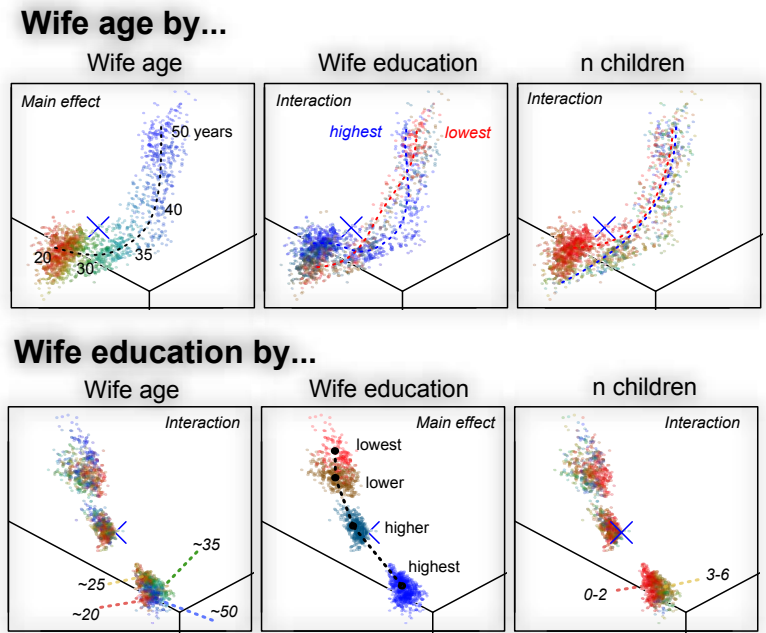 Wife age by...
Wife age
Wife education
n children
Main effect
50 years
40
35
30
20
Interaction
highest
lowest
Interaction
Wife education by...
Wife age
Wife education
n children
Interaction
~35
~25
~20
~50
Main effect
lowest
lower
higher
highest
Interaction
3-6
0-2